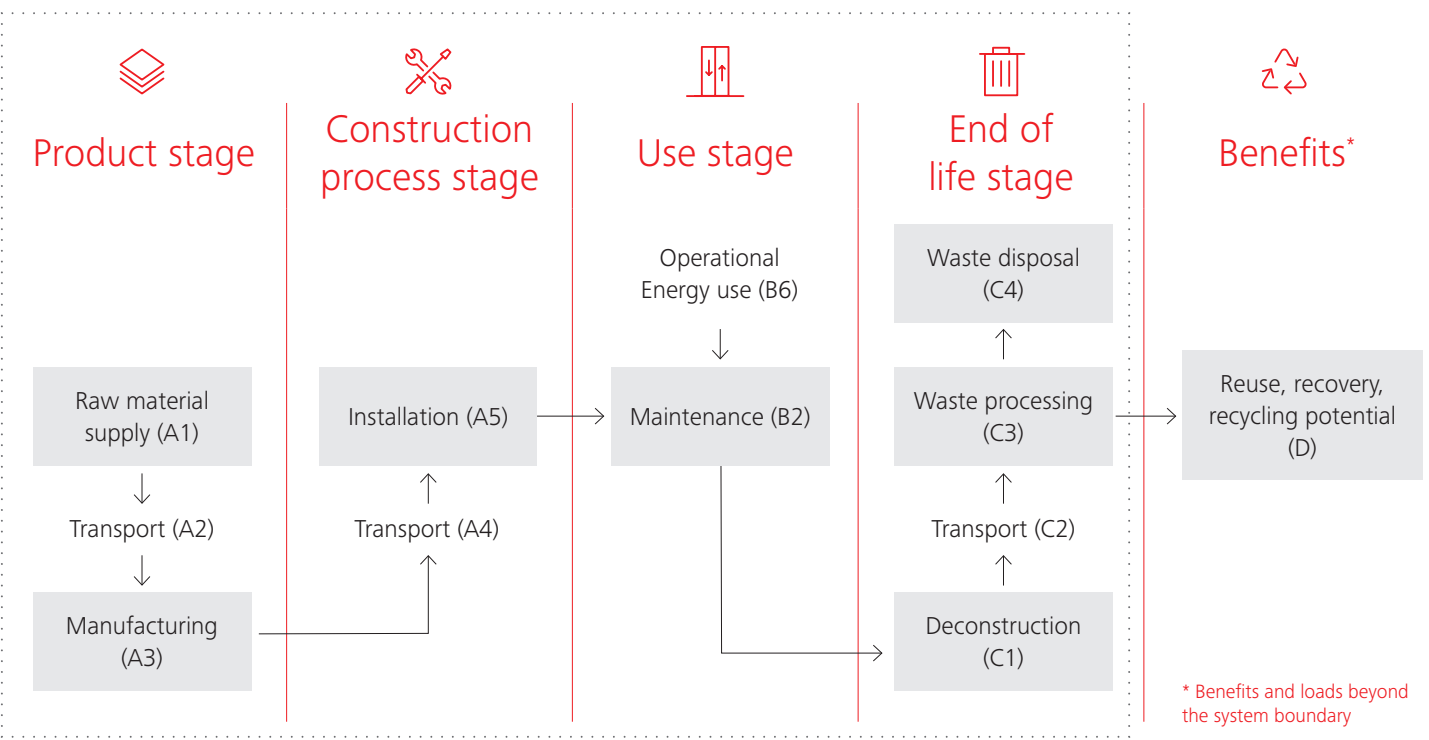 Product stage
Raw material
supply (A1)
Transport (A2)
Manufacturing
(A3)
Construction
process stage
Installation (A5)
Transport (A4)
Use stage
Operational
Energy use (B6)
Maintenance (B2)
End of
life stage
Waste disposal
(C4)
Waste processing
(C3)
Transport (C2)
Deconstruction
(C1)
Benefits*
Reuse, recovery,
recycling potential
(D)
* Benefits and loads beyond
the system boundary